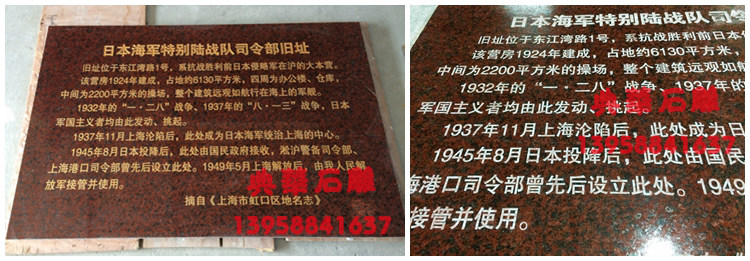 日本海军特别陆战队司令部旧址
旧址位于东江湾路1号，系抗战胜利前日本侵略军在沪的大本营，
该营房1924年建成，占地约6130平方米，四周为办公楼、仓库，
中间为2200平方米的操场，整个建筑远观如航行在海上的军舰。
1932年的“一·二八”战争、1937年的“八·一三”战争，日本
军国主义者均由此发动、挑起。
1937年11月上海沦陷后，此处成为日本海军统治上海的中心。
1945年8月日本投降后，此处由国民政府接收，淞沪警备司令部、
上海港口司令部曾先后设立此处。1949年5月上海解放后，由我人民解
放军接管并使用。
摘自《上海市虹口区地名志》
典華石雕
13958841637
日本海军特别陆战队司令
旧址位于东江湾路1号，系抗战胜利前日本侵
该营房1924年建成，占地约6130平方米，
中间为2200平方米的操场，整个建筑远观如
1932年的“一·二八”战争、1937年的
军国主义者均由此发动、挑起。
1937年11月上海沦陷后，此处成为日
1945年8月日本投降后，此处由国民
海港口司令部曾先后设立此处。1949
接管并使用。
典華石雕
13958841637